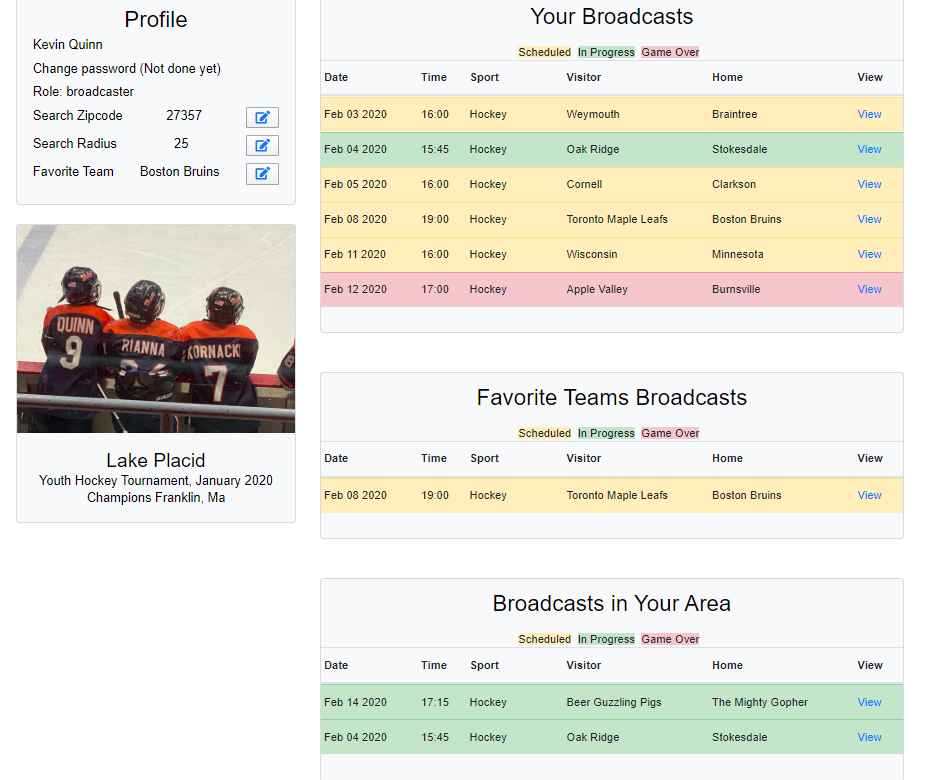 Profile
Kevin Quinn
Change password (Not done yet)
Role: broadcaster
Search Zipcode 27357
Search Radius 25
Favorite Team Boston Bruins
QUINN
9
RIANNA
KORNACKI
7
Lake Placid
Youth Hockey Tournament, January 2020
Champions Franklin, Ma
Your Broadcasts
Scheduled In Progress Game Over
Date Time Sport Visitor Home View
Feb 03 2020 16:00 Hockey Weymouth Braintree View
Feb 04 2020 15:45 Hockey Oak Ridge Stokesdale View
Feb 05 2020 16:00 Hockey Cornell Clarkson View
Feb 08 2020 19:00 Hockey Toronto Maple Leafs Boston Bruins View
Feb 11 2020 16:00 Hockey Wisconsin Minnesota View
Feb 12 2020 17:00 Hockey Apple Valley Burnsville View
Favorite Teams Broadcasts
Scheduled In Progress Game Over
Date Time Sport Visitor Home View
Feb 08 2020 19:00 Hockey Toronto Maple Leafs Boston Bruins View
Broadcasts in Your Area
Scheduled In Progress Game Over
Date Time Sport Visitor Home View
Feb 14 2020 17:15 Hockey Beer Guzzling Pigs The Mighty Gopher View
Feb 04 2020 15:45 Hockey Oak Ridge Stokesdale View